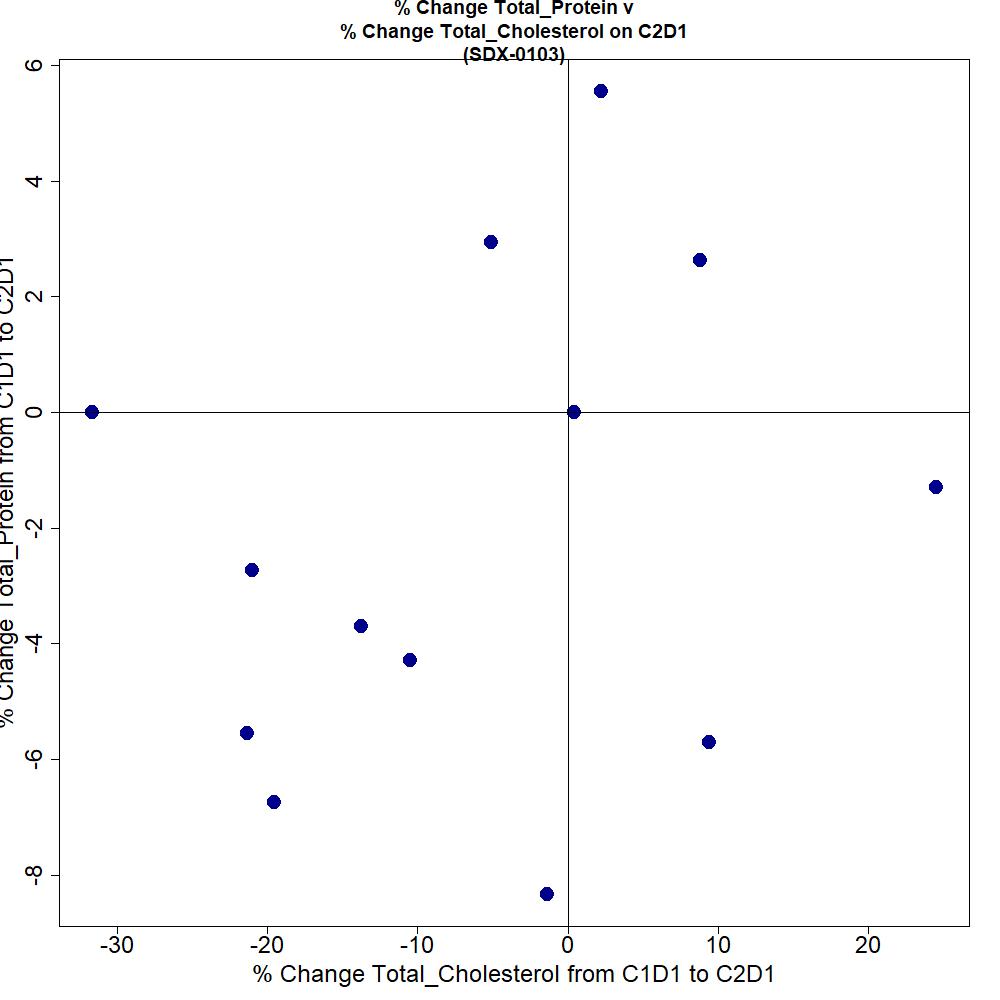 % Change Total_Protein v
% Change Total_Cholesterol on C2D1
(SDX-0103)
6
4
2
0
-2
-4
-6
-8
% Change Total_Protein from C1D1 to C2D1
-30
-20
-10
0
10
20
% Change Total_Cholesterol from C1D1 to C2D1